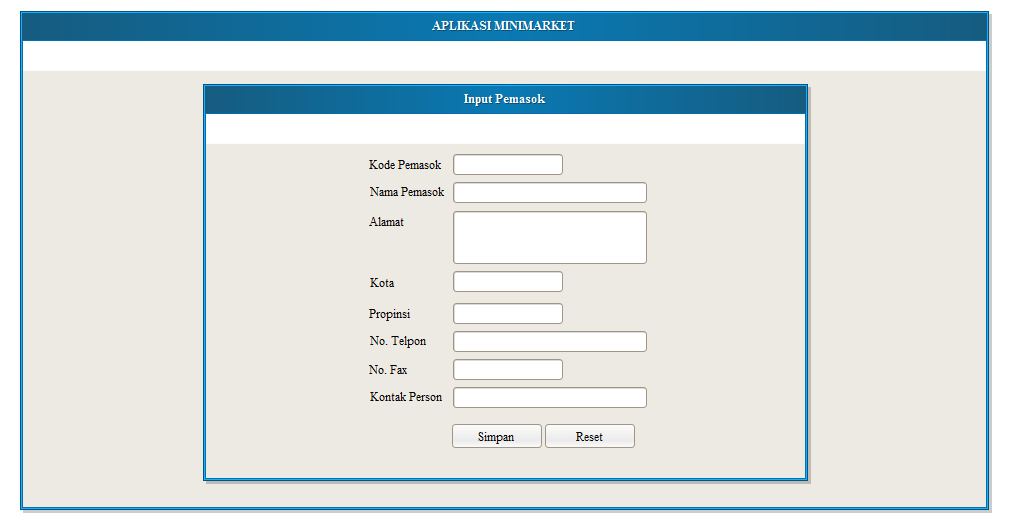 APLIKASI MINIMARKET
Input Pemasok
Kode Pemasok
Nama Pemasok
Alamat
Kota
Propinsi
No. Telpon
No. Fax
Kontak Person
Simpan Reset